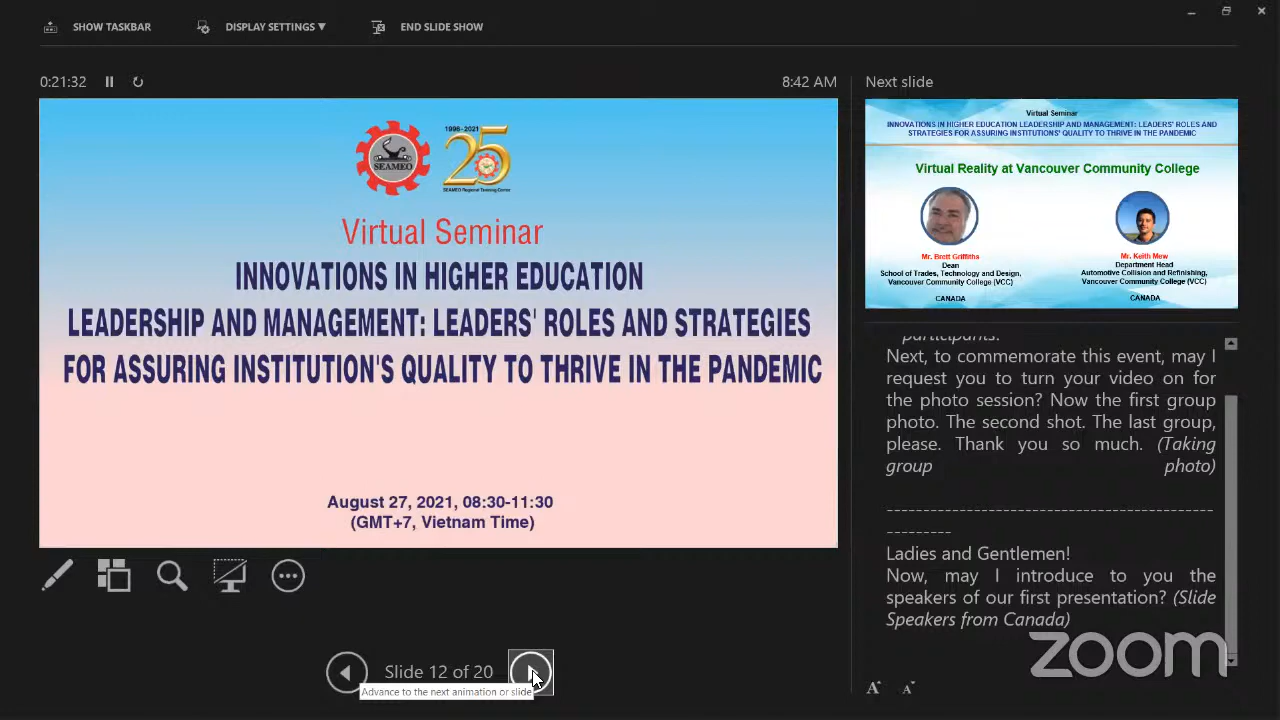 SHOW TASKBAR
DISPLAY SETTINGS ▼
END SLIDE SHOW
0:21:32
8:42 AM
Next slide
SEAMEO
1996-2021
25
SEAMEO Regional Training Center
Virtual Seminar
INNOVATIONS IN HIGHER EDUCATION
LEADERSHIP AND MANAGEMENT: LEADERS' ROLES AND STRATEGIES
FOR ASSURING INSTITUTION'S QUALITY TO THRIVE IN THE PANDEMIC
August 27, 2021, 08:30-11:30
(GMT+7, Vietnam Time)
Virtual Seminar
INNOVATIONS IN HIGHER EDUCATION LEADERSHIP AND MANAGEMENT: LEADERS' ROLES AND
STRATEGIES FOR ASSURING INSTITUTIONS' QUALITY TO THRIVE IN THE PANDEMIC
Virtual Reality at Vancouver Community College
Mr. Brett Griffiths
Dean
School of Trades, Technology and Design,
Vancouver Community College (VCC)
CANADA
Mr. Keith Mew
Department Head
Automotive Collision and Refinishing,
Vancouver Community College (VCC)
CANADA
participants.
Next, to commemorate this event, may I
request you to turn your video on for
the photo session? Now the first group
photo. The second shot. The last group,
please. Thank you so much. (Taking
group photo)
--------------------------------------------
---------
Ladies and Gentlemen!
Now, may I introduce to you the
speakers of our first presentation? (Slide
Speakers from Canada)
zoom
Slide 12 of 20
Advance to the next animation or slide
A A